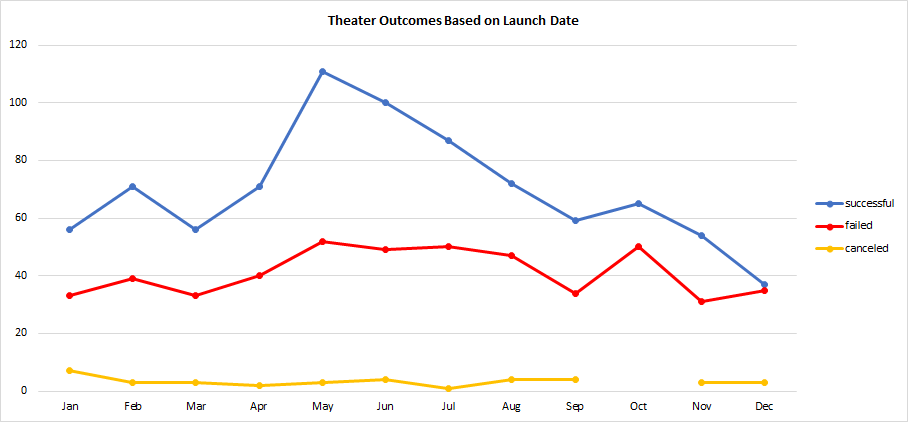 Theater Outcomes Based on Launch Date
120
100
80
60
40
20
0
Jan Feb Mar Apr May Jun Jul Aug Sep Oct Nov Dec
successful
failed
canceled